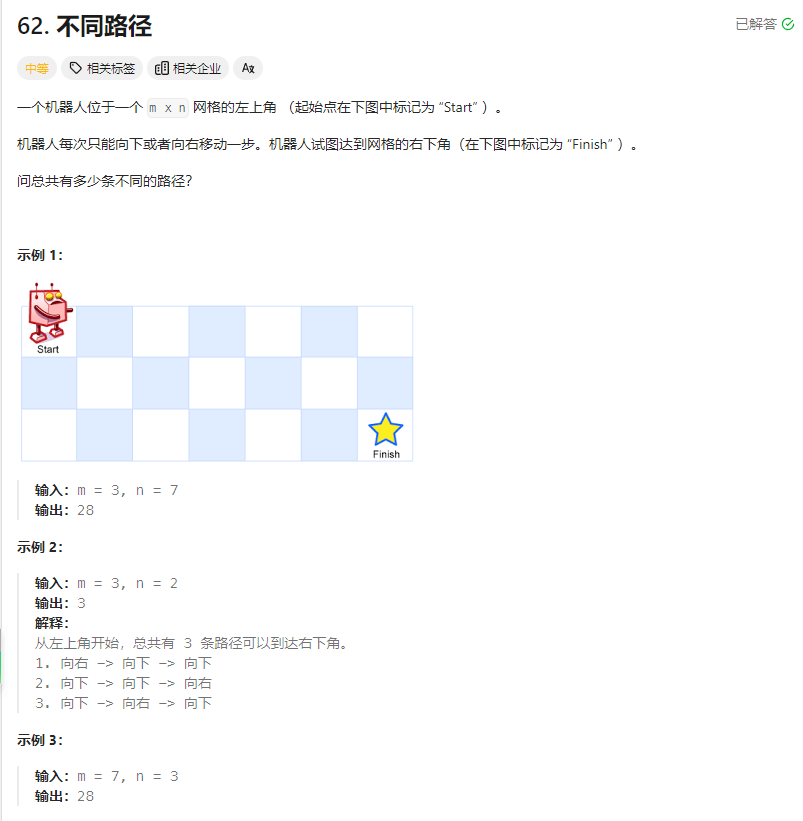 62. 不同路径
已解答
中等 相关标签 相关企业 Aあ
一个机器人位于一个 m x n 网格的左上角 （起始点在下图中标记为 “Start” ）。
机器人每次只能向下或者向右移动一步。机器人试图达到网格的右下角（在下图中标记为 “Finish” ）。
问总共有多少条不同的路径？
示例 1：
Start
Finish
输入：m = 3, n = 7
输出：28
示例 2：
输入：m = 3, n = 2
输出：3
解释：
从左上角开始，总共有 3 条路径可以到达右下角。
1. 向右 -> 向下 -> 向下
2. 向下 -> 向下 -> 向右
3. 向下 -> 向右 -> 向下
示例 3：
输入：m = 7, n = 3
输出：28